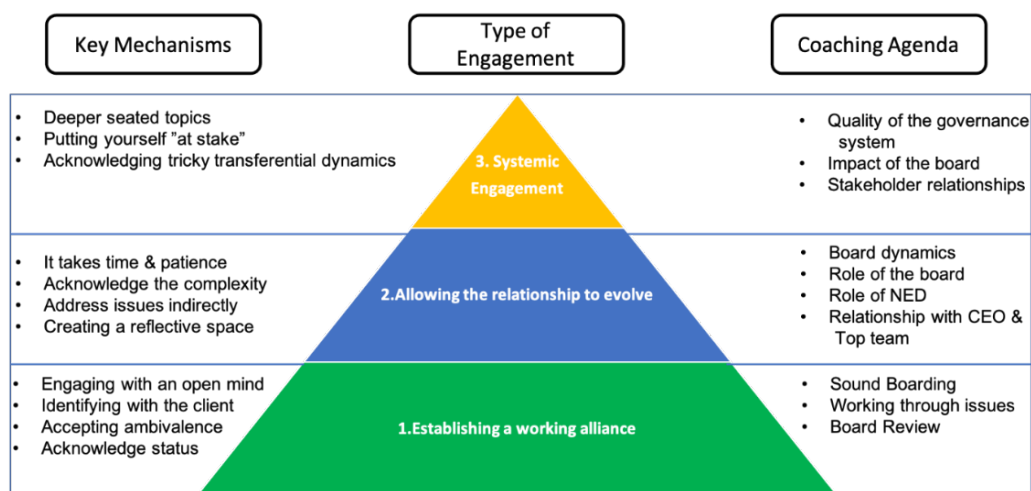 Key Mechanisms
Type of
Engagement
Coaching Agenda
• Deeper seated topics
• Putting yourself ”at stake”
• Acknowledging tricky transferential dynamics
3. Systemic
Engagement
• Quality of the governance
system
• Impact of the board
• Stakeholder relationships
• It takes time & patience
• Acknowledge the complexity
• Address issues indirectly
• Creating a reflective space
2.Allowing the relationship to evolve
• Board dynamics
• Role of the board
• Role of NED
• Relationship with CEO &
Top team
• Engaging with an open mind
• Identifying with the client
• Accepting ambivalence
• Acknowledge status
1.Establishing a working alliance
• Sound Boarding
• Working through issues
• Board Review